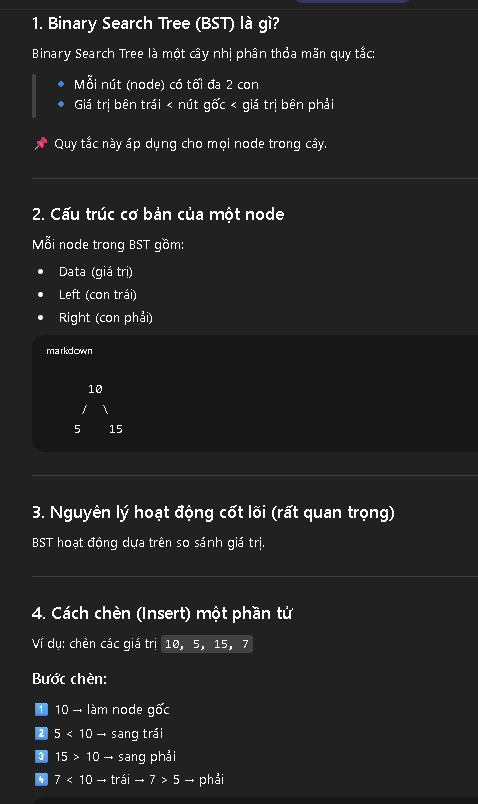 1. Binary Search Tree (BST) là gì?
Binary Search Tree là một cây nhị phân thỏa mãn quy tắc:
🔹 Mỗi nút (node) có tối đa 2 con
🔹 Giá trị bên trái < nút gốc < giá trị bên phải
📌 Quy tắc này áp dụng cho mọi node trong cây.
2. Cấu trúc cơ bản của một node
Mỗi node trong BST gồm:
• Data (giá trị)
• Left (con trái)
• Right (con phải)
markdown
10
/ \
5 15
3. Nguyên lý hoạt động cốt lõi (rất quan trọng)
BST hoạt động dựa trên so sánh giá trị.
4. Cách chèn (Insert) một phần tử
Ví dụ: chèn các giá trị 10, 5, 15, 7
Bước chèn:
1️⃣ 10 → làm node gốc
2️⃣ 5 < 10 → sang trái
3️⃣ 15 > 10 → sang phải
4️⃣ 7 < 10 → trái → 7 > 5 → phải